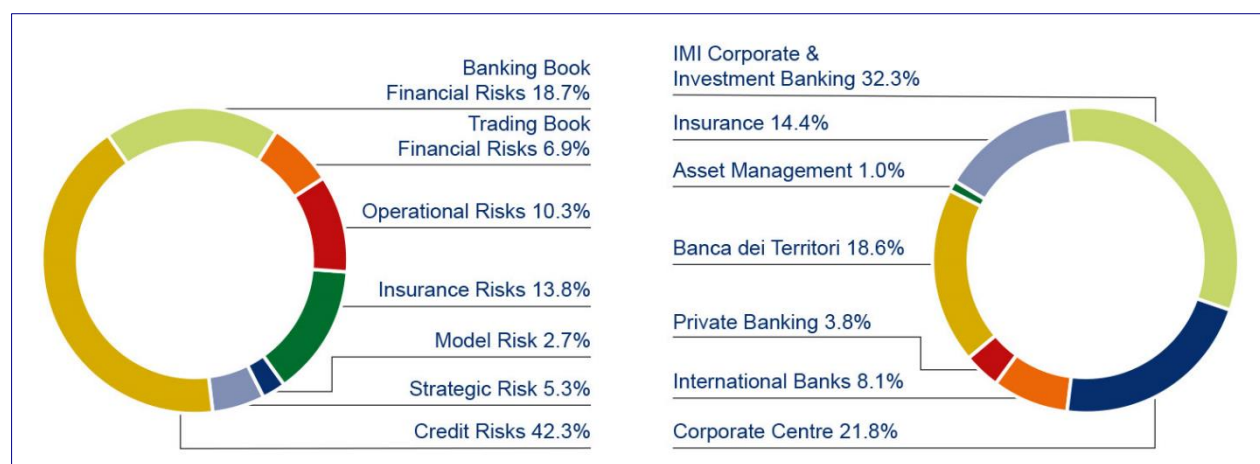 Banking Book
Financial Risks 18.7%
Trading Book
Financial Risks 6.9%
Operational Risks 10.3%
Insurance Risks 13.8%
Model Risk 2.7%
Strategic Risk 5.3%
Credit Risks 42.3%
IMI Corporate &
Investment Banking 32.3%
Insurance 14.4%
Asset Management 1.0%
Banca dei Territori 18.6%
Private Banking 3.8%
International Banks 8.1%
Corporate Centre 21.8%